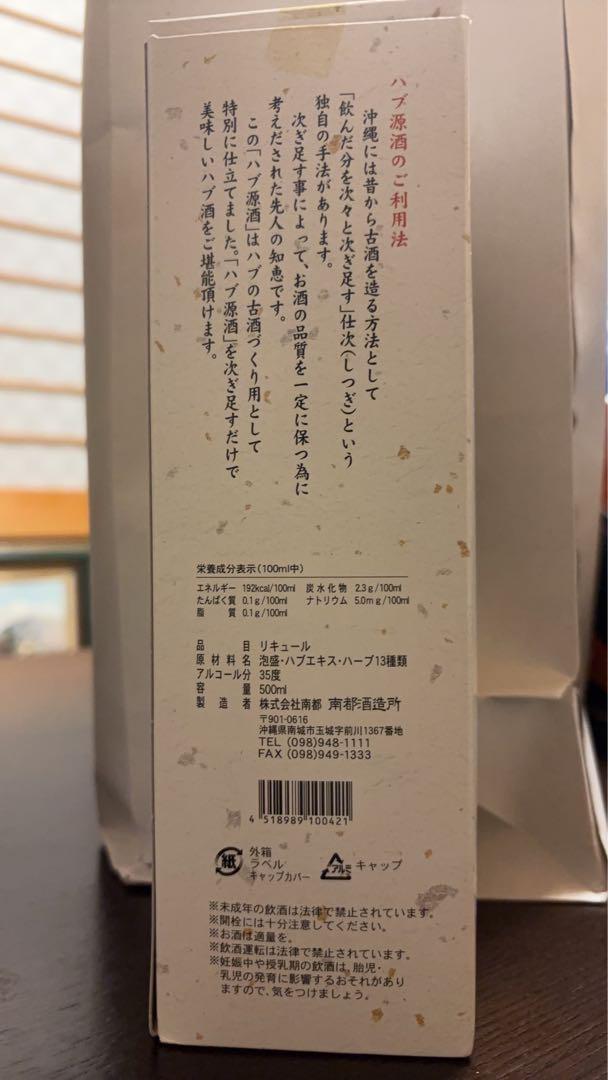 ハブ源酒のご利用法
沖縄には昔から古酒を造る方法として
「飲んだ分を次々と次ぎ足す」仕次(しつぎ)という
独自の手法があります。
次ぎ足す事によって、お酒の品質を一定に保つ為に
考えだされた先人の知恵です。
この「ハブ源酒」はハブの古酒づくり用として
特別に仕立てました。「ハブ源酒」を次ぎ足すだけで
美味しいハブ酒をご堪能頂けます。
栄養成分表示(100ml中)
エネルギー 192kcal/100ml 炭水化物 2.3g/100ml
たんぱく質 0.1g/100ml ナトリウム 5.0mg/100ml
脂質 0.1g/100ml
品目 リキュール
原材料名 泡盛・ハブエキス・ハーブ13種類
アルコール分 35度
容量 500ml
製造者 株式会社南都 南都酒造所
〒901-0616
沖縄県南城市玉城字前川1367番地
TEL (098)948-1111
FAX (098)949-1333
4 518989 100421
紙 外箱
ラベル
キャップカバー
アルミ キャップ
※未成年の飲酒は法律で禁止されています。
※開栓には十分注意してください。
※お酒は適量を。
※飲酒運転は法律で禁止されています。
※妊娠中や授乳期の飲酒は、胎児・
乳児の発育に影響するおそれがあり
ますので、気をつけましょう。